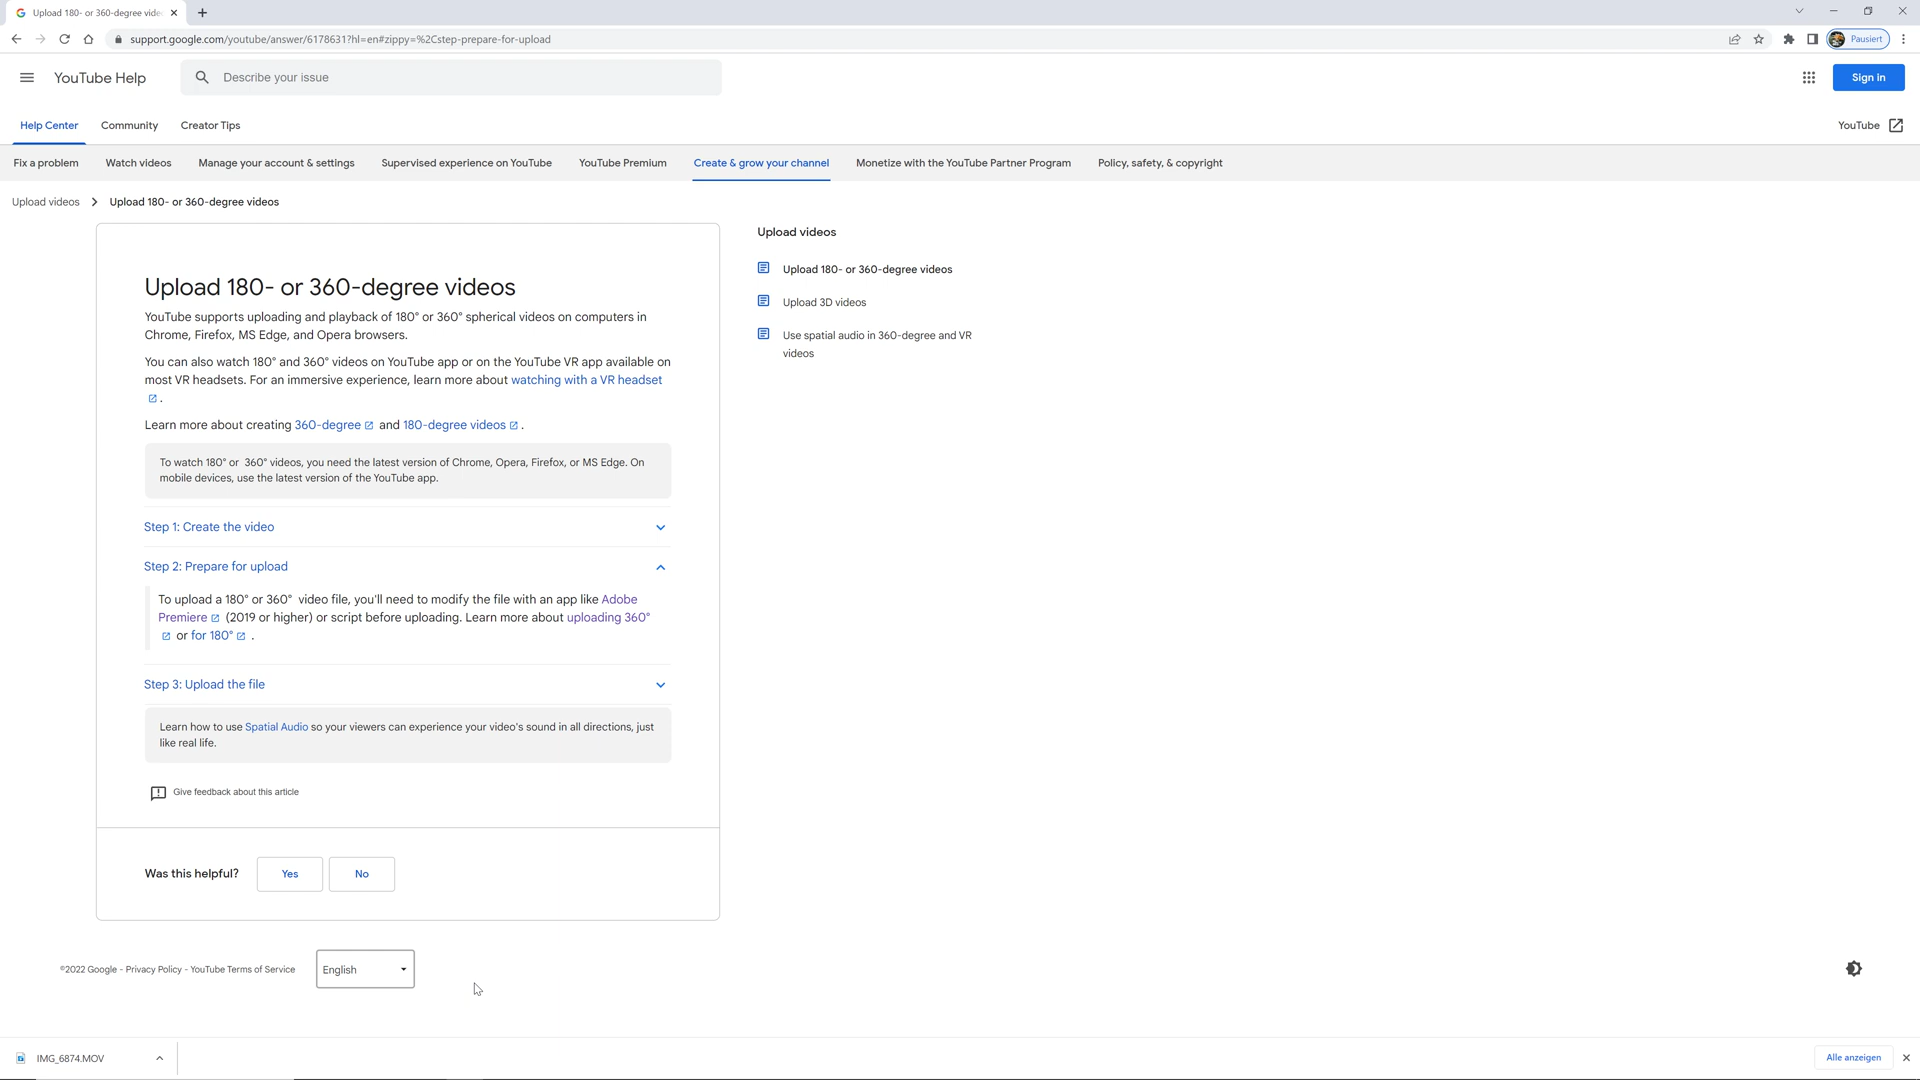 Upload 180- or 360-degree vide
support.google.com/youtube/answer/6178631?hl=en#zippy=%2Cstep-prepare-for-upload
Pausiert
YouTube Help
Describe your issue
Sign in
Help Center
Community
Creator Tips
YouTube
Fix a problem
Watch videos
Manage your account & settings
Supervised experience on YouTube
YouTube Premium
Create & grow your channel
Monetize with the YouTube Partner Program
Policy, safety, & copyright
Upload videos
Upload 180- or 360-degree videos
Upload 180- or 360-degree videos
YouTube supports uploading and playback of 180° or 360° spherical videos on computers in
Chrome, Firefox, MS Edge, and Opera browsers.
You can also watch 180° and 360° videos on YouTube app or on the YouTube VR app available on
most VR headsets. For an immersive experience, learn more about watching with a VR headset
.
Learn more about creating 360-degree and 180-degree videos .
To watch 180° or 360° videos, you need the latest version of Chrome, Opera, Firefox, or MS Edge. On
mobile devices, use the latest version of the YouTube app.
Step 1: Create the video
Step 2: Prepare for upload
To upload a 180° or 360° video file, you'll need to modify the file with an app like Adobe
Premiere (2019 or higher) or script before uploading. Learn more about uploading 360°
or for 180° .
Step 3: Upload the file
Learn how to use Spatial Audio so your viewers can experience your video's sound in all directions, just
like real life.
Give feedback about this article
Was this helpful?
Yes
No
Upload videos
Upload 180- or 360-degree videos
Upload 3D videos
Use spatial audio in 360-degree and VR
videos
©2022 Google - Privacy Policy - YouTube Terms of Service
English
IMG_6874.MOV
Alle anzeigen